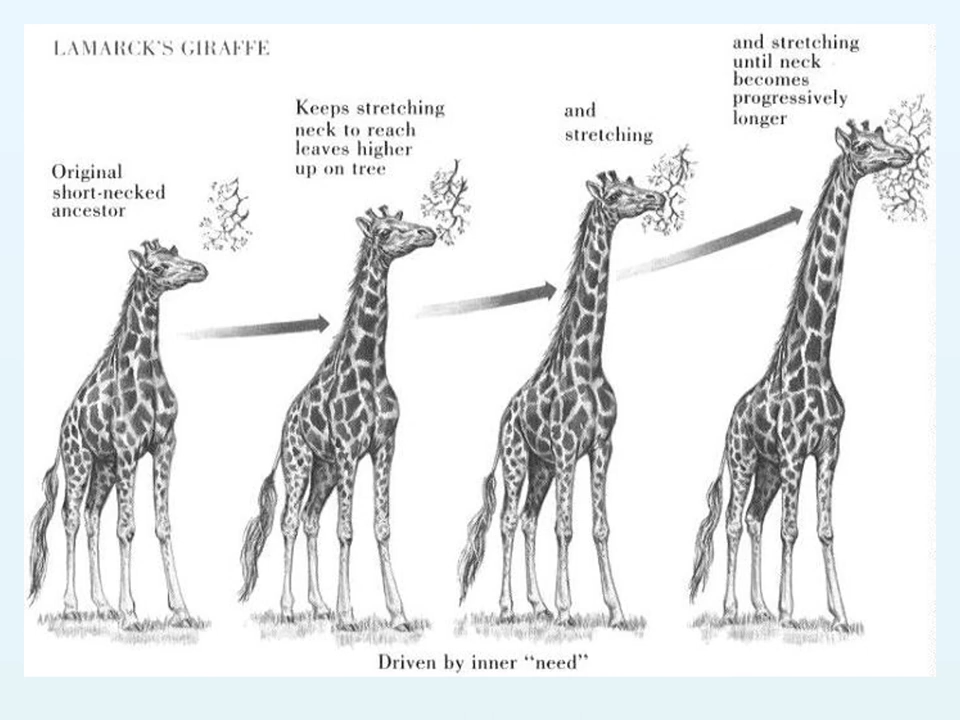 LAMARCK'S GIRAFFE
Original
short-necked
ancestor
Keeps stretching
neck to reach
leaves higher
up on tree
and
stretching
and stretching
until neck
becomes
progressively
longer
Driven by inner “need”